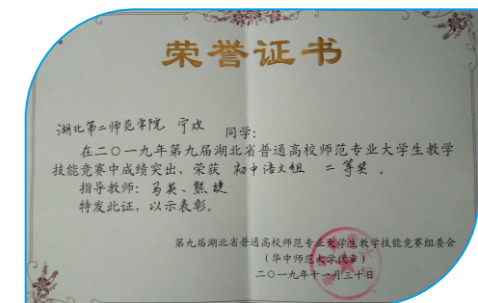 荣誉证书
湖北第二师范学院 宁欢 同学:
在二○一九年第九届湖北省普通高校师范专业大学生教学
技能竞赛中成绩突出,荣获 初中语文组 二等奖 。
指导教师: 马英、熊婕
特发此证,以示表彰。
第九届湖北省普通高校师范专业大学生教学技能竞赛组委会
(华中师范大学代章)
二○一九年十一月三十日